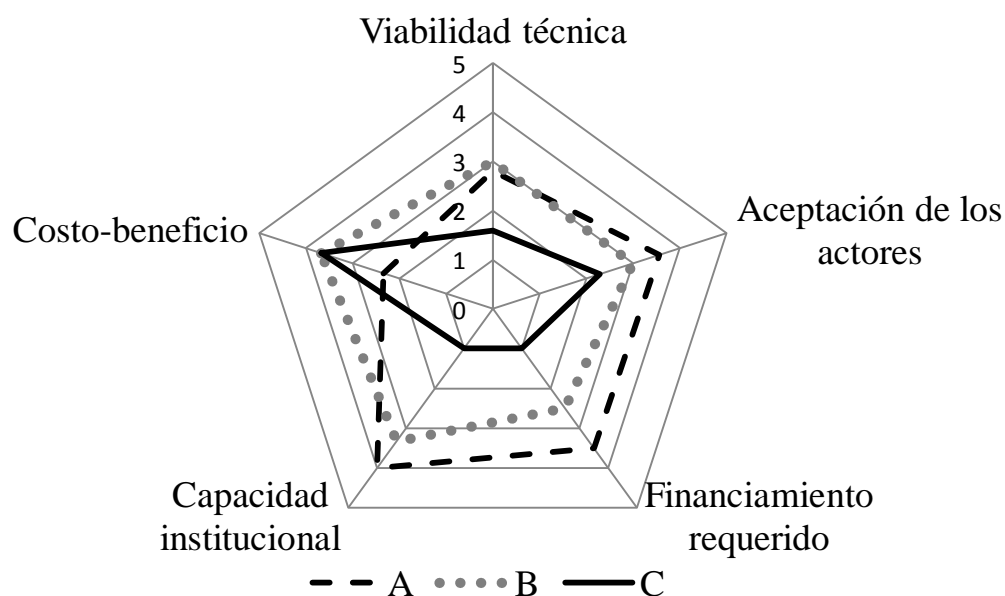 Viabilidad técnica
5
4
3
2
1
0
Aceptación de los
actores
Costo-beneficio
Capacidad
institucional
Financiamiento
requerido
A B C